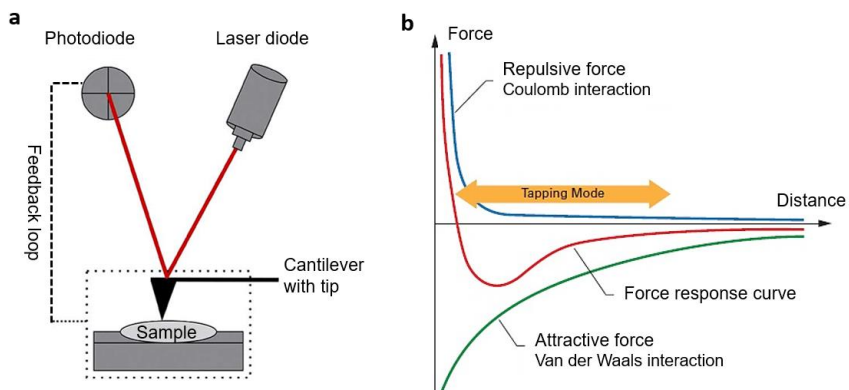 a
Photodiode
Laser diode
Feedback loop
Cantilever
with tip
Sample
b
Force
Repulsive force
Coulomb interaction
Tapping Mode
Distance
Force response curve
Attractive force
Van der Waals interaction